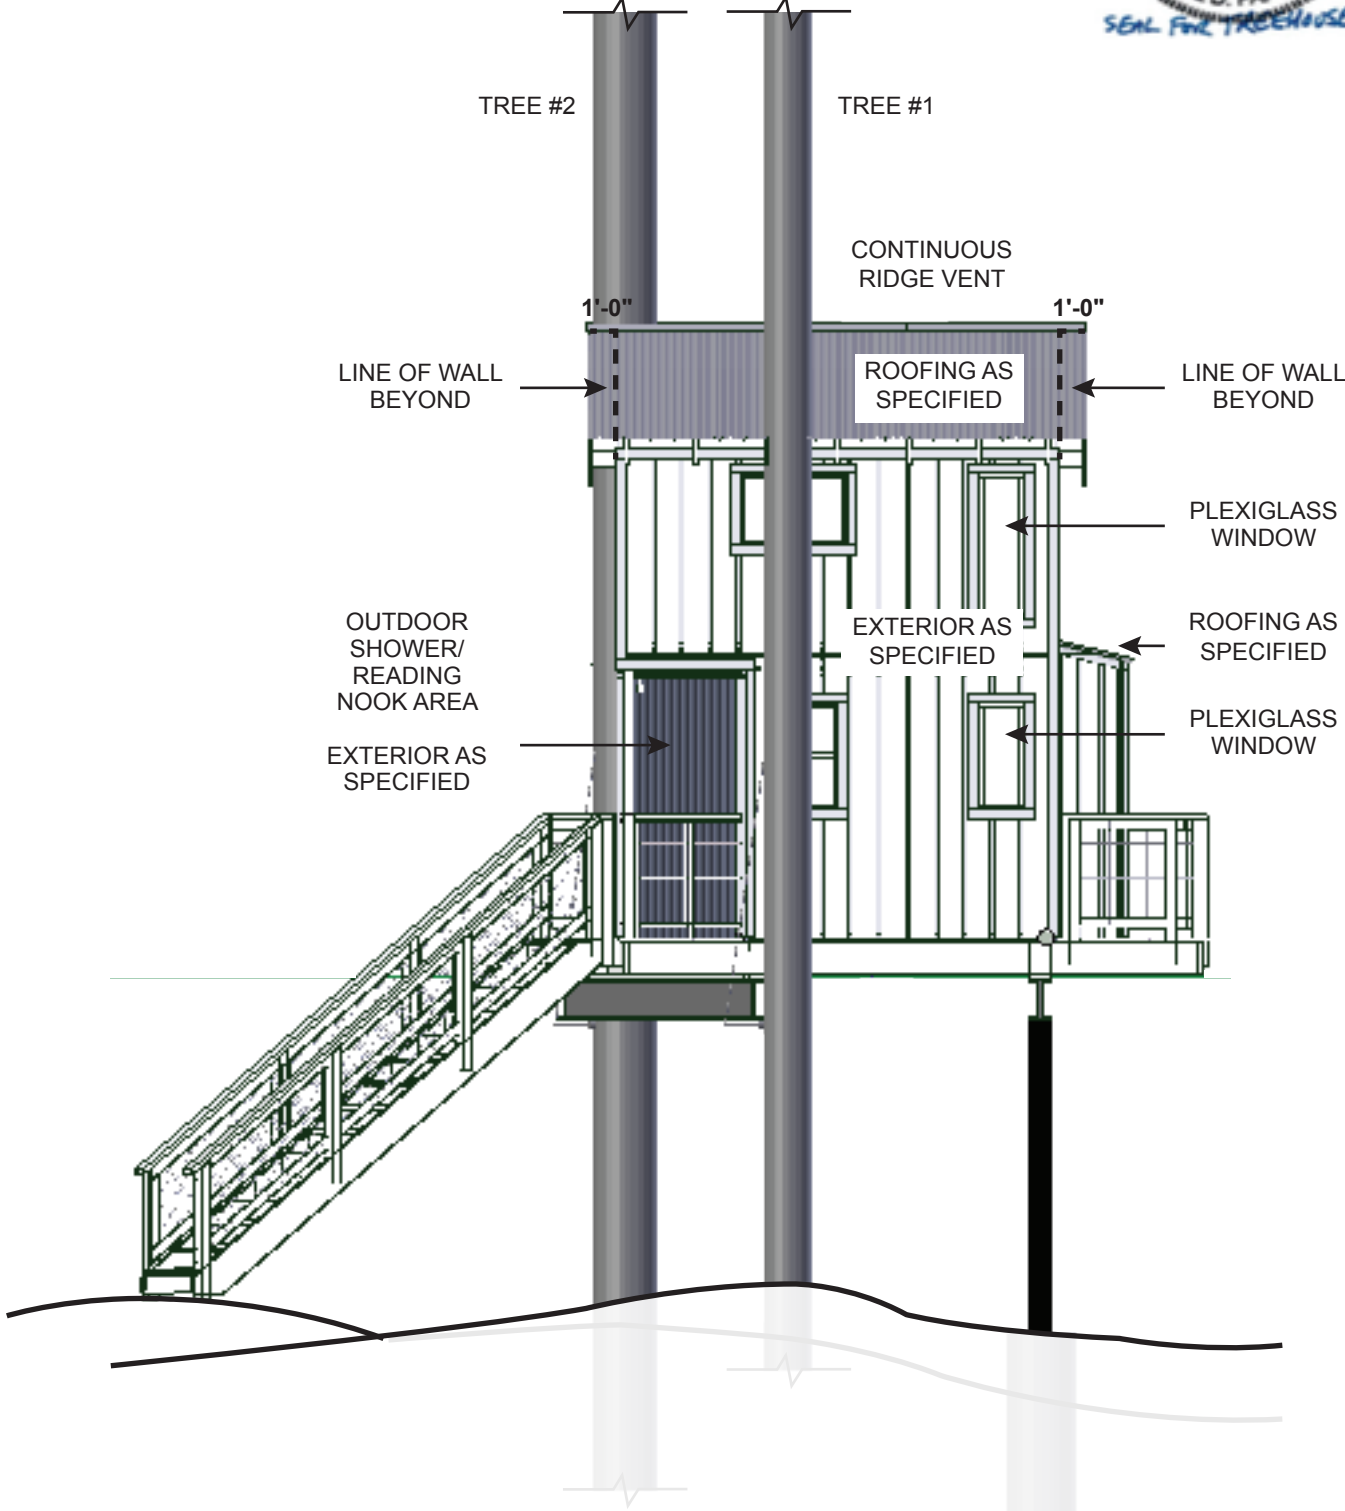 SEAL FOR TREEHOUSE
TREE #2
TREE #1
CONTINUOUS
RIDGE VENT
1'-0"
1'-0"
LINE OF WALL
BEYOND
ROOFING AS
SPECIFIED
LINE OF WALL
BEYOND
PLEXIGLASS
WINDOW
OUTDOOR
SHOWER/
READING
NOOK AREA
EXTERIOR AS
SPECIFIED
ROOFING AS
SPECIFIED
EXTERIOR AS
SPECIFIED
PLEXIGLASS
WINDOW